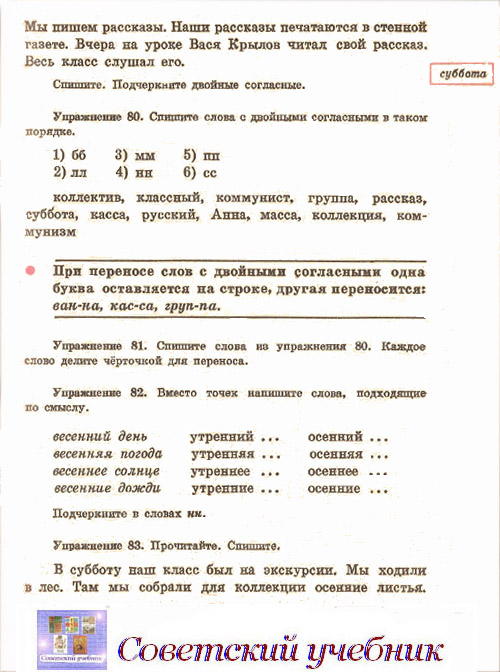 Мы пишем рассказы. Наши рассказы печатаются в стенной
газете. Вчера на уроке Вася Крылов читал свой рассказ.
Весь класс слушал его.
суббота
Спишите. Подчеркните двойные согласные.
Упражнение 80. Спишите слова с двойными согласными в таком
порядке.
1) бб 3) мм 5) пп
2) лл 4) нн 6) сс
коллектив, классный, коммунист, группа, рассказ,
суббота, касса, русский, Анна, масса, коллекция, ком-
мунизм
При переносе слов с двойными согласными одна
буква оставляется на строке, другая переносится:
ван-на, кас-са, груп-па.
Упражнение 81. Спишите слова из упражнения 80. Каждое
слово делите чёрточкой для переноса.
Упражнение 82. Вместо точек напишите слова, подходящие
по смыслу.
весенний день утренний ... осенний ...
весенняя погода утренняя ... осенняя ...
весеннее солнце утреннее ... осеннее ...
весенние дожди утренние ... осенние ...
Подчеркните в словах нн.
Упражнение 83. Прочитайте. Спишите.
В субботу наш класс был на экскурсии. Мы ходили
в лес. Там мы собрали для коллекции осенние листья.
Советский учебник
Советский учебник